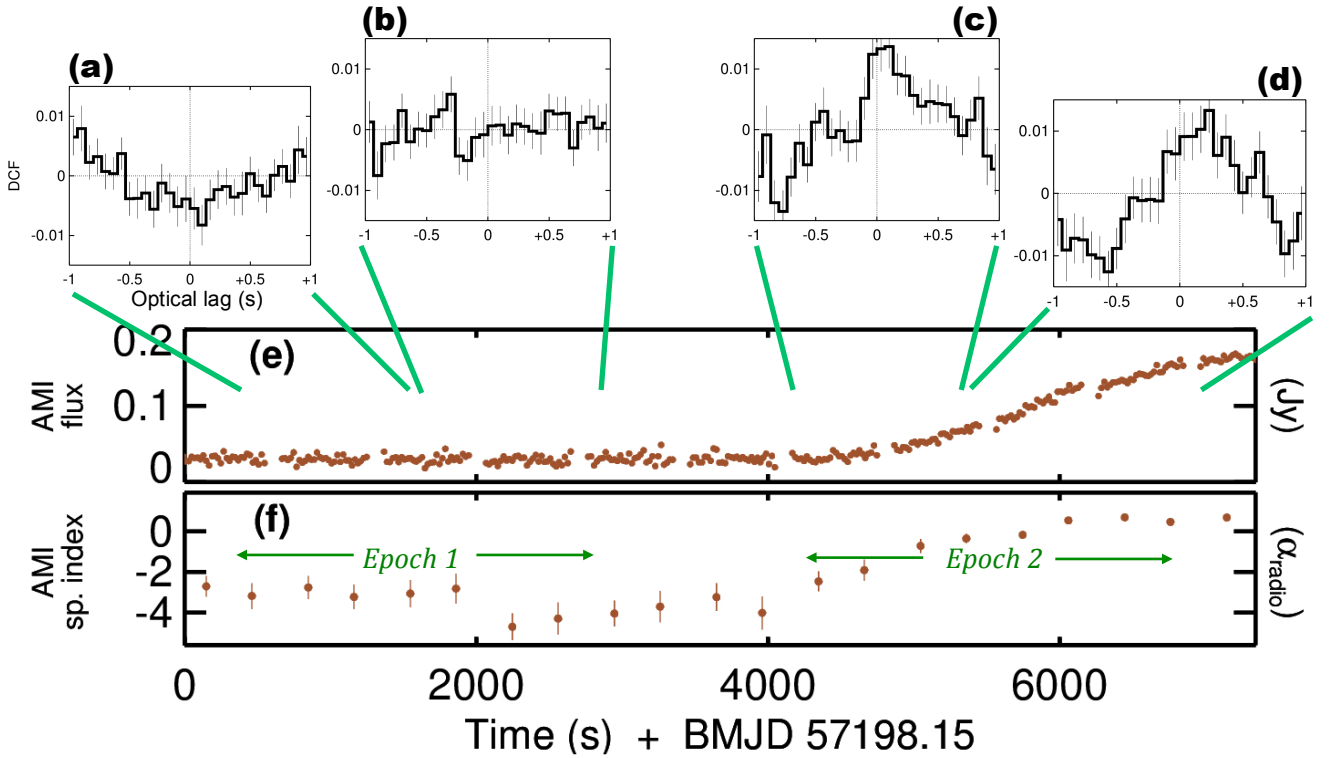 (a)
(b)
(c)
(d)
0.01
0
-0.01
DCF
-1
-0.5
0
+0.5
+1
Optical lag (s)
0.01
0
-0.01
-1
-0.5
0
+0.5
+1
0.01
0
-0.01
-1
-0.5
0
+0.5
+1
0.01
0
-0.01
-1
-0.5
0
+0.5
+1
(e)
AMI
flux
0.2
0.1
0
(Jy)
(f)
AMI
sp. index
0
-2
-4
Epoch 1
Epoch 2
(αradio)
0
2000
4000
6000
Time (s) + BMJD 57198.15